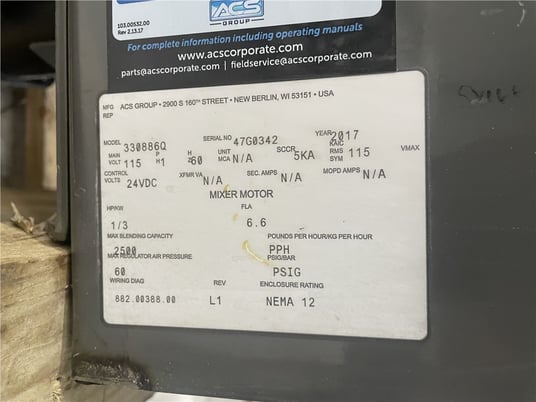 103.00532.00
Rev 2.13.17
ACS
GROUP
For complete information including operating manuals
www.acscorporate.com
parts@acscorporate.com | fieldservice@acscorporate.com
MFG ACS GROUP • 2900 S 160TH STREET • NEW BERLIN, WI 53151 • USA
REP
MODEL 330886Q SERIAL NO 47G0342 YEAR 2017
MAIN VOLT 115 P H 1 H 60 UNIT MCA N/A SCCR 5KA KAIC RMS SYM 115 VMAX
CONTROL VOLTS 24VDC XFMR VA N/A SEC. AMPS N/A MOPD AMPS N/A
MIXER MOTOR
HP/KW FLA
1/3 6.6
MAX BLENDING CAPACITY POUNDS PER HOUR/KG PER HOUR
2500 PPH
MAX REGULATOR AIR PRESSURE PSIG/BAR
60 PSIG
WIRING DIAG REV ENCLOSURE RATING
882.00388.00 L1 NEMA 12